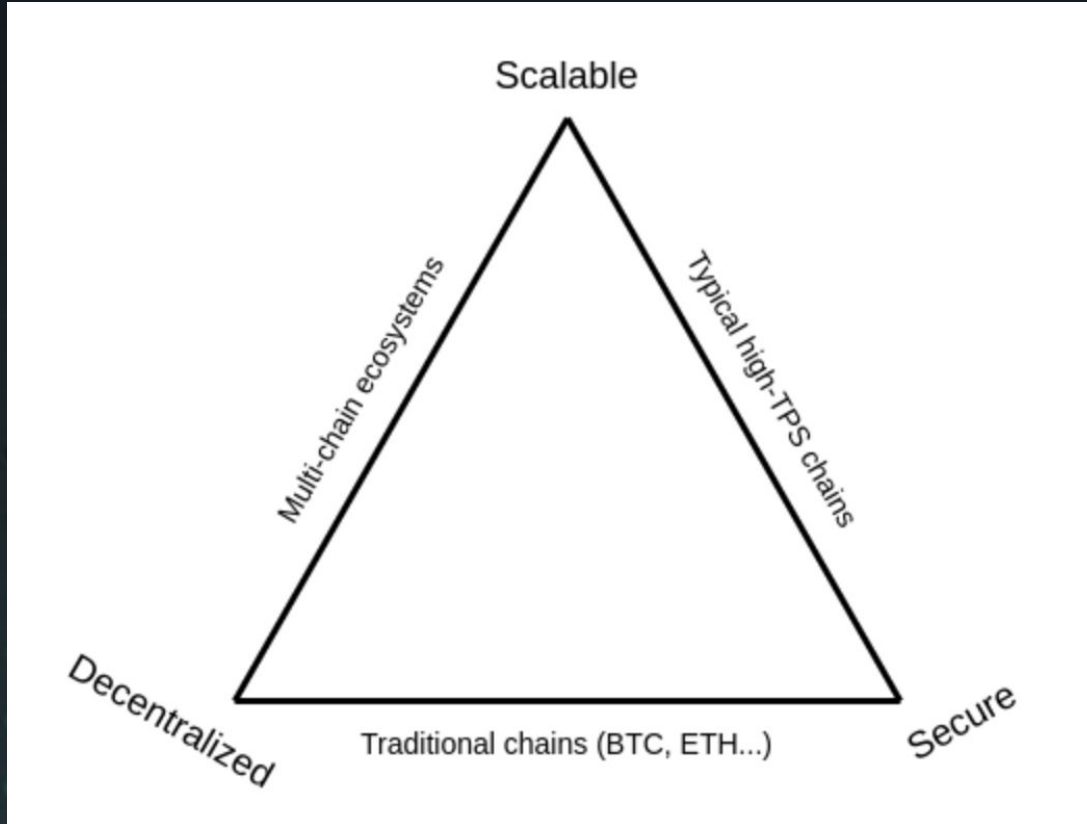 Scalable
Multi-chain ecosystems
Typical high-TPS chains
Decentralized
Traditional chains (BTC, ETH...)
Secure